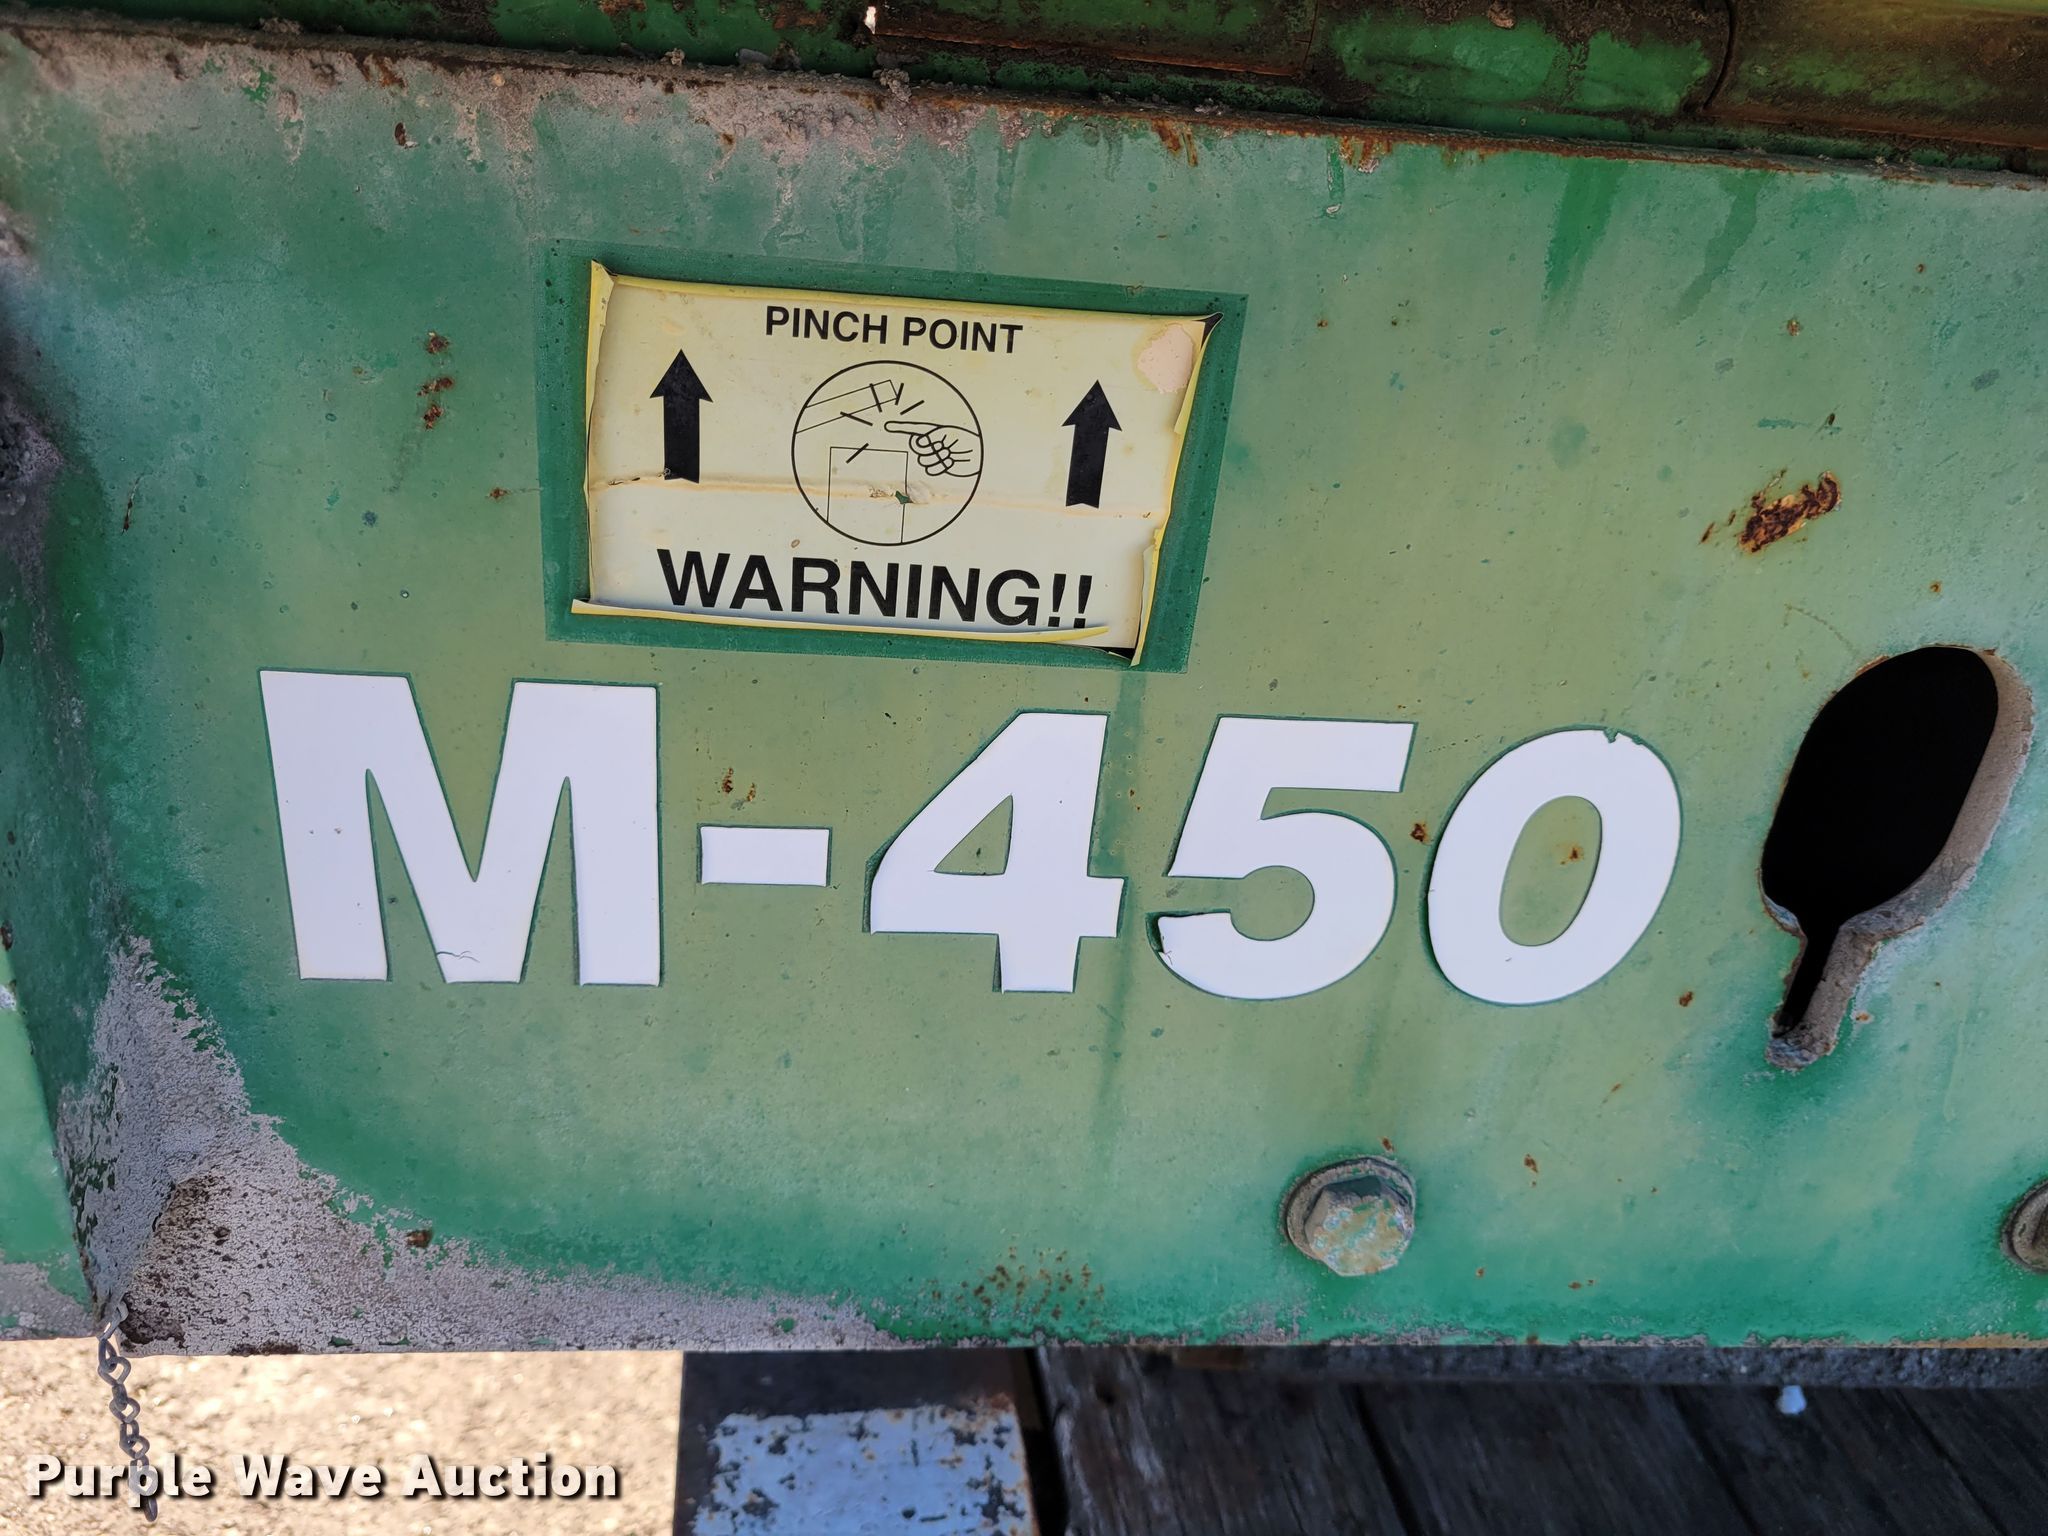 PINCH POINT
WARNING!!
M-450
Purple Wave Auction